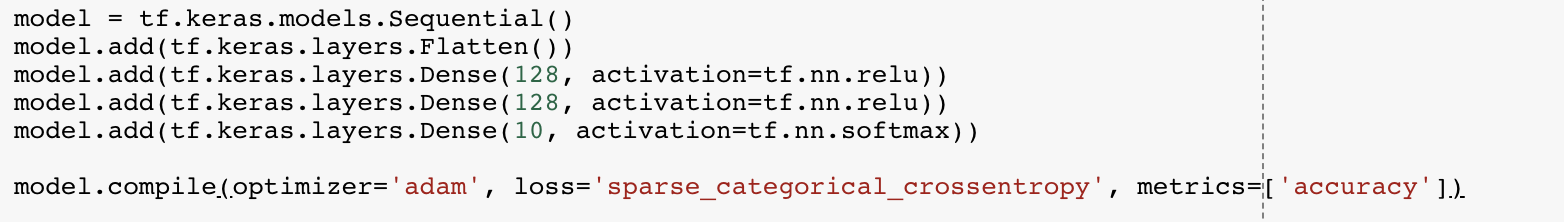 model = tf.keras.models.Sequential()
model.add(tf.keras.layers.Flatten())
model.add(tf.keras.layers.Dense(128, activation=tf.nn.relu))
model.add(tf.keras.layers.Dense(128, activation=tf.nn.relu))
model.add(tf.keras.layers.Dense(10, activation=tf.nn.softmax))
model.compile(optimizer='adam', loss='sparse_categorical_crossentropy', metrics=['accuracy'])